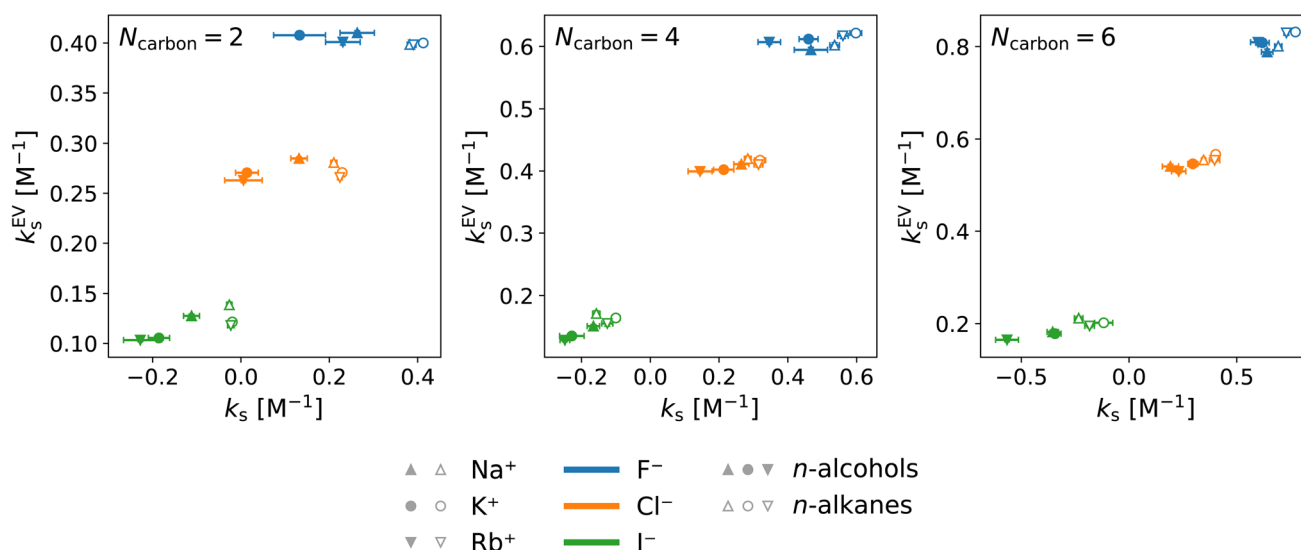 N_carbon = 2
N_carbon = 4
N_carbon = 6
0.40
0.35
0.30
0.25
0.20
0.15
0.10
k_s^EV [M⁻¹]
−0.2 0.0 0.2 0.4
k_s [M⁻¹]
0.6
0.5
0.4
0.3
0.2
k_s^EV [M⁻¹]
−0.2 0.0 0.2 0.4 0.6
k_s [M⁻¹]
0.8
0.6
0.4
0.2
k_s^EV [M⁻¹]
−0.5 0.0 0.5
k_s [M⁻¹]
Na⁺ F⁻ n-alcohols
K⁺ Cl⁻ n-alkanes
Rb⁺ I⁻